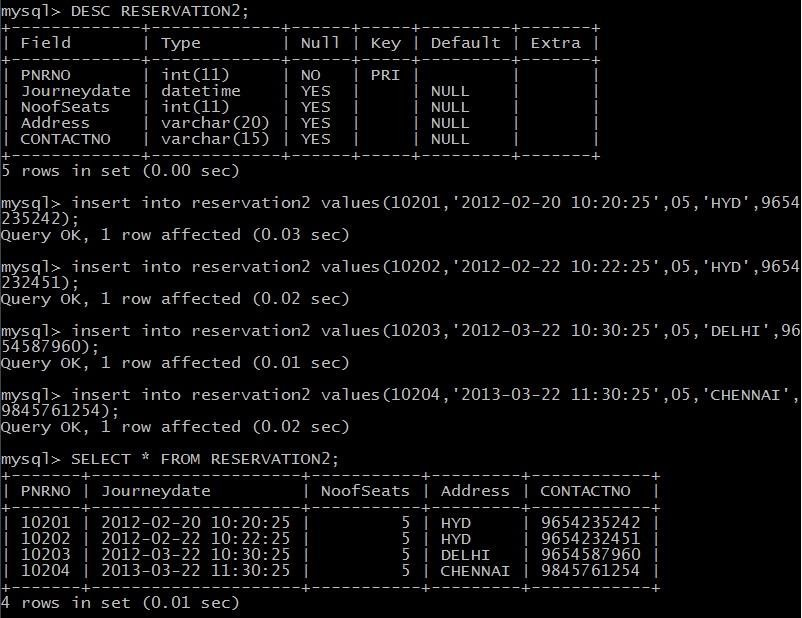 mysql> DESC RESERVATION2;
+-------------+-------------+------+-----+---------+-------+
| Field       | Type        | Null | Key | Default | Extra |
+-------------+-------------+------+-----+---------+-------+
| PNRNO       | int(11)     | NO   | PRI |         |       |
| Journeydate | datetime    | YES  |     | NULL    |       |
| NoofSeats   | int(11)     | YES  |     | NULL    |       |
| Address     | varchar(20) | YES  |     | NULL    |       |
| CONTACTNO   | varchar(15) | YES  |     | NULL    |       |
+-------------+-------------+------+-----+---------+-------+
5 rows in set (0.00 sec)
mysql> insert into reservation2 values(10201,'2012-02-20 10:20:25',05,'HYD',9654
235242);
Query OK, 1 row affected (0.03 sec)
mysql> insert into reservation2 values(10202,'2012-02-22 10:22:25',05,'HYD',9654
232451);
Query OK, 1 row affected (0.02 sec)
mysql> insert into reservation2 values(10203,'2012-03-22 10:30:25',05,'DELHI',96
54587960);
Query OK, 1 row affected (0.01 sec)
mysql> insert into reservation2 values(10204,'2013-03-22 11:30:25',05,'CHENNAI',
9845761254);
Query OK, 1 row affected (0.02 sec)
mysql> SELECT * FROM RESERVATION2;
+-------+---------------------+-----------+---------+------------+
| PNRNO | Journeydate         | NoofSeats | Address | CONTACTNO  |
+-------+---------------------+-----------+---------+------------+
| 10201 | 2012-02-20 10:20:25 |         5 | HYD     | 9654235242 |
| 10202 | 2012-02-22 10:22:25 |         5 | HYD     | 9654232451 |
| 10203 | 2012-03-22 10:30:25 |         5 | DELHI   | 9654587960 |
| 10204 | 2013-03-22 11:30:25 |         5 | CHENNAI | 9845761254 |
+-------+---------------------+-----------+---------+------------+
4 rows in set (0.01 sec)